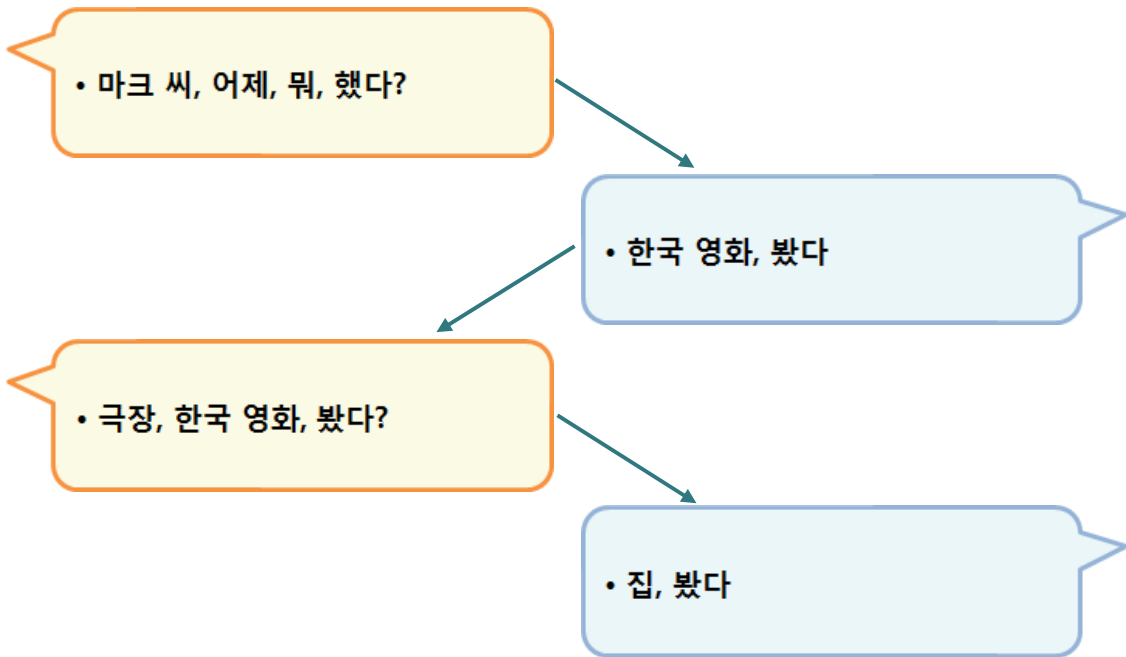 • 마크 씨, 어제, 뭐, 했다?
• 한국 영화, 봤다
• 극장, 한국 영화, 봤다?
• 집, 봤다